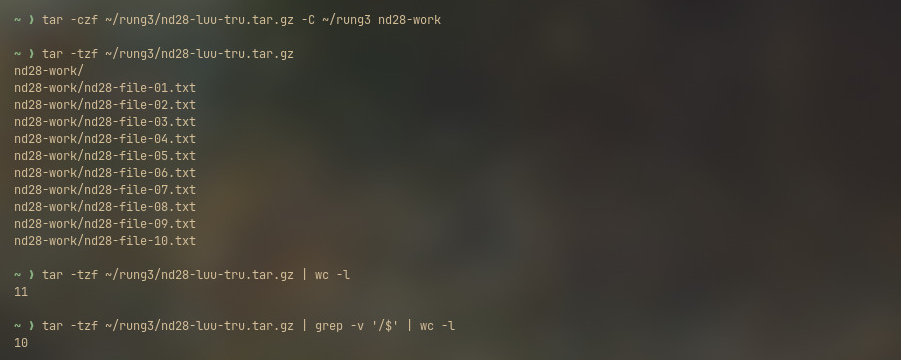 ~ ❯ tar -czf ~/rung3/nd28-luu-tru.tar.gz -C ~/rung3 nd28-work
~ ❯ tar -tzf ~/rung3/nd28-luu-tru.tar.gz
nd28-work/
nd28-work/nd28-file-01.txt
nd28-work/nd28-file-02.txt
nd28-work/nd28-file-03.txt
nd28-work/nd28-file-04.txt
nd28-work/nd28-file-05.txt
nd28-work/nd28-file-06.txt
nd28-work/nd28-file-07.txt
nd28-work/nd28-file-08.txt
nd28-work/nd28-file-09.txt
nd28-work/nd28-file-10.txt
~ ❯ tar -tzf ~/rung3/nd28-luu-tru.tar.gz | wc -l
11
~ ❯ tar -tzf ~/rung3/nd28-luu-tru.tar.gz | grep -v '/$' | wc -l
10